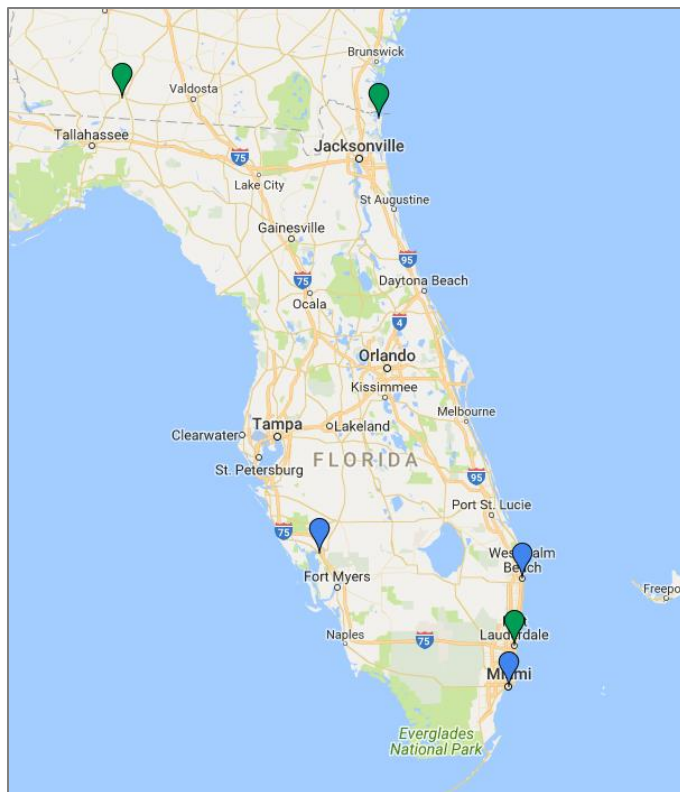 Brunswick
Valdosta
Tallahassee
Jacksonville
75
Lake City
St Augustine
Gainesville
95
75
Daytona Beach
Ocala
4
Orlando
Kissimmee
Melbourne
Tampa
Lakeland
Clearwater
FLORIDA
St. Petersburg
95
Port St. Lucie
75
Beach
Fort Myers
Freepo
Naples
75
Lauderdale
Everglades
National Park